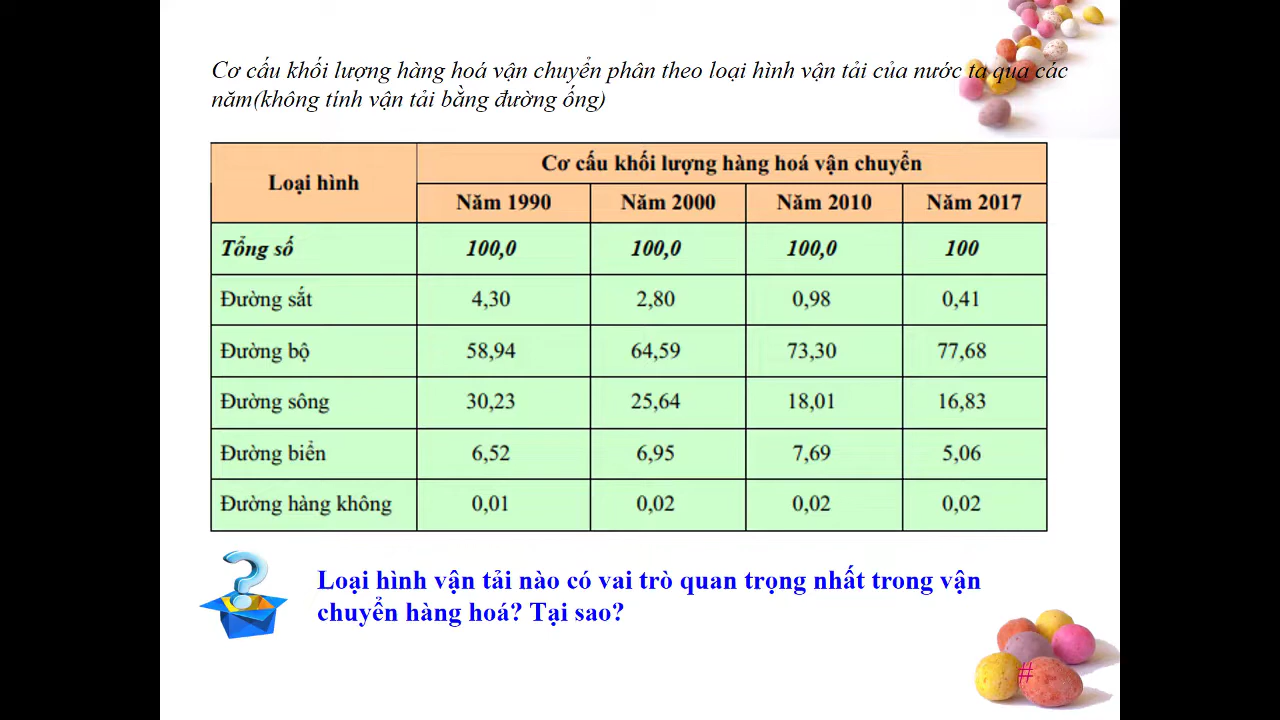 Cơ cấu khối lượng hàng hoá vận chuyển phân theo loại hình vận tải của nước ta qua các
năm(không tính vận tải bằng đường ống)
Loại hình Cơ cấu khối lượng hàng hoá vận chuyển
Năm 1990 Năm 2000 Năm 2010 Năm 2017
Tổng số 100,0 100,0 100,0 100
Đường sắt 4,30 2,80 0,98 0,41
Đường bộ 58,94 64,59 73,30 77,68
Đường sông 30,23 25,64 18,01 16,83
Đường biển 6,52 6,95 7,69 5,06
Đường hàng không 0,01 0,02 0,02 0,02
Loại hình vận tải nào có vai trò quan trọng nhất trong vận
chuyển hàng hoá? Tại sao?
#